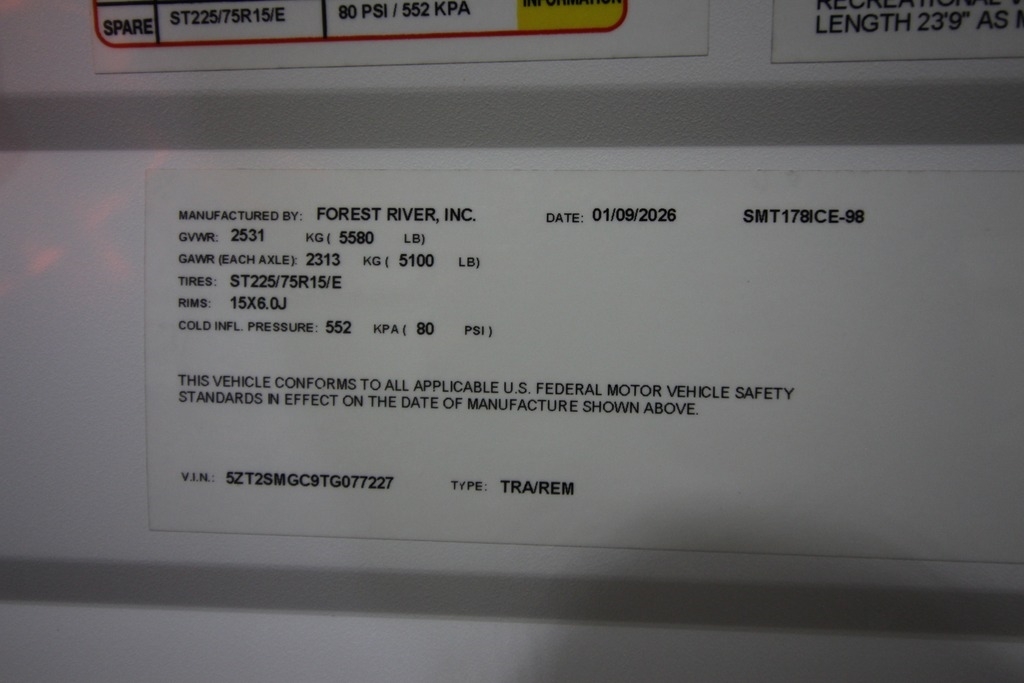 SPARE ST225/75R15/E 80 PSI / 552 KPA INFORMATION
RECREATIONAL
LENGTH 23'9" AS
MANUFACTURED BY: FOREST RIVER, INC. DATE: 01/09/2026 SMT178ICE-98
GVWR: 2531 KG ( 5580 LB)
GAWR (EACH AXLE): 2313 KG ( 5100 LB)
TIRES: ST225/75R15/E
RIMS: 15X6.0J
COLD INFL. PRESSURE: 552 KPA ( 80 PSI )
THIS VEHICLE CONFORMS TO ALL APPLICABLE U.S. FEDERAL MOTOR VEHICLE SAFETY
STANDARDS IN EFFECT ON THE DATE OF MANUFACTURE SHOWN ABOVE.
V.I.N.: 5ZT2SMGC9TG077227 TYPE: TRA/REM